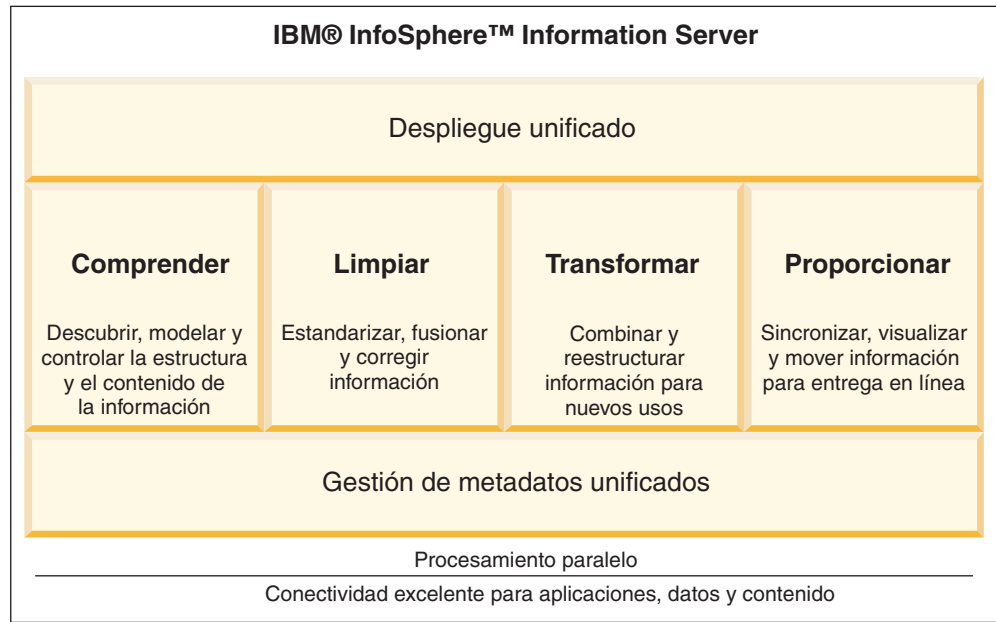 IBM® InfoSphere™ Information Server
Despliegue unificado
Comprender
Descubrir, modelar y
controlar la estructura
y el contenido de
la información
Limpiar
Estandarizar, fusionar
y corregir
información
Transformar
Combinar y
reestructurar
información para
nuevos usos
Proporcionar
Sincronizar, visualizar
y mover información
para entrega en línea
Gestión de metadatos unificados
Procesamiento paralelo
Conectividad excelente para aplicaciones, datos y contenido